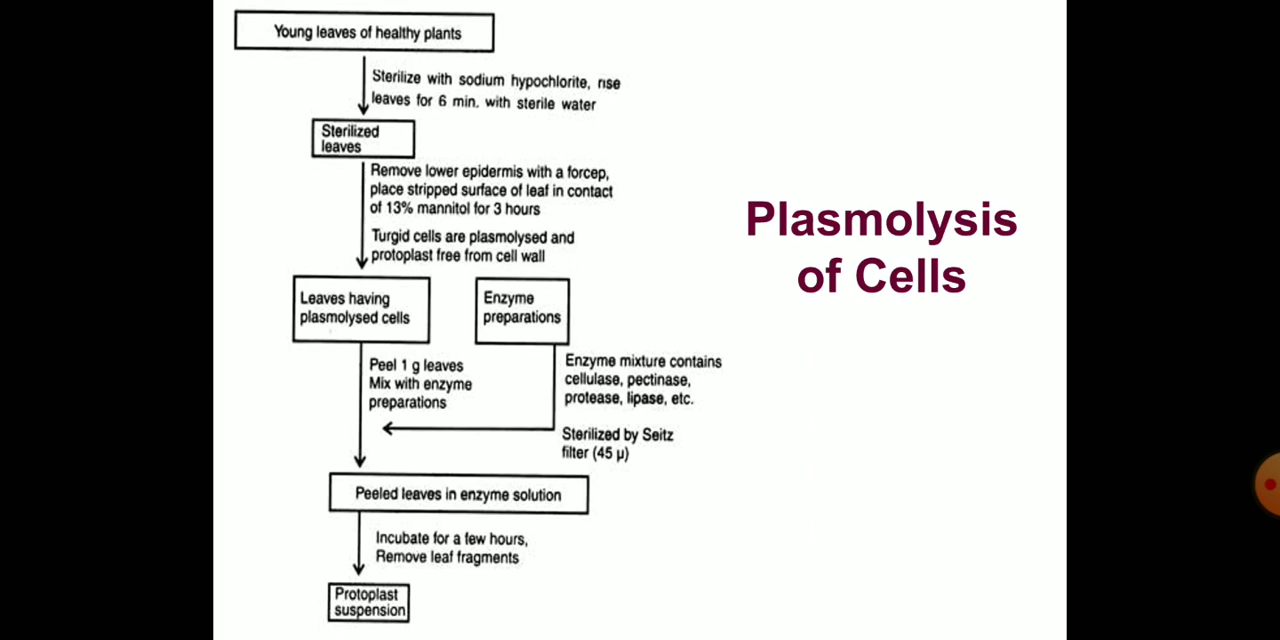 Young leaves of healthy plants
Sterilize with sodium hypochlorite, rise
leaves for 6 min. with sterile water
Sterilized
leaves
Remove lower epidermis with a forcep,
place stripped surface of leaf in contact
of 13% mannitol for 3 hours
Turgid cells are plasmolysed and
protoplast free from cell wall
Plasmolysis
of Cells
Leaves having
plasmolysed cells
Enzyme
preparations
Peel 1 g leaves
Mix with enzyme
preparations
Enzyme mixture contains
cellulase, pectinase,
protease, lipase, etc.
Sterilized by Seitz
filter (45 µ)
Peeled leaves in enzyme solution
Incubate for a few hours,
Remove leaf fragments
Protoplast
suspension